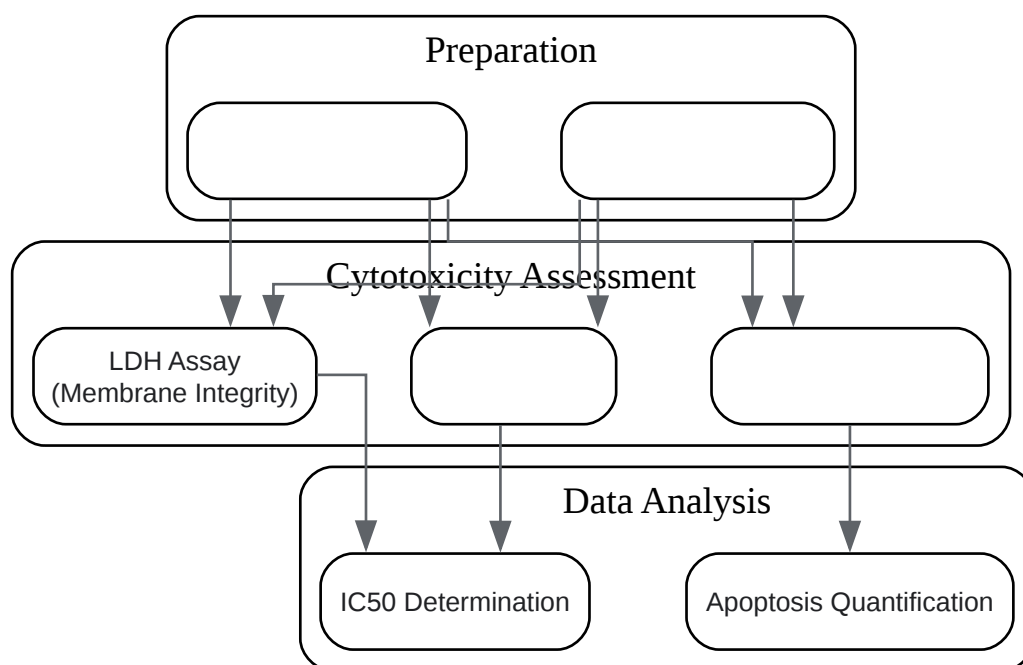 Preparation
Cytotoxicity Assessment
LDH Assay
(Membrane Integrity)
Data Analysis
IC50 Determination
Apoptosis Quantification